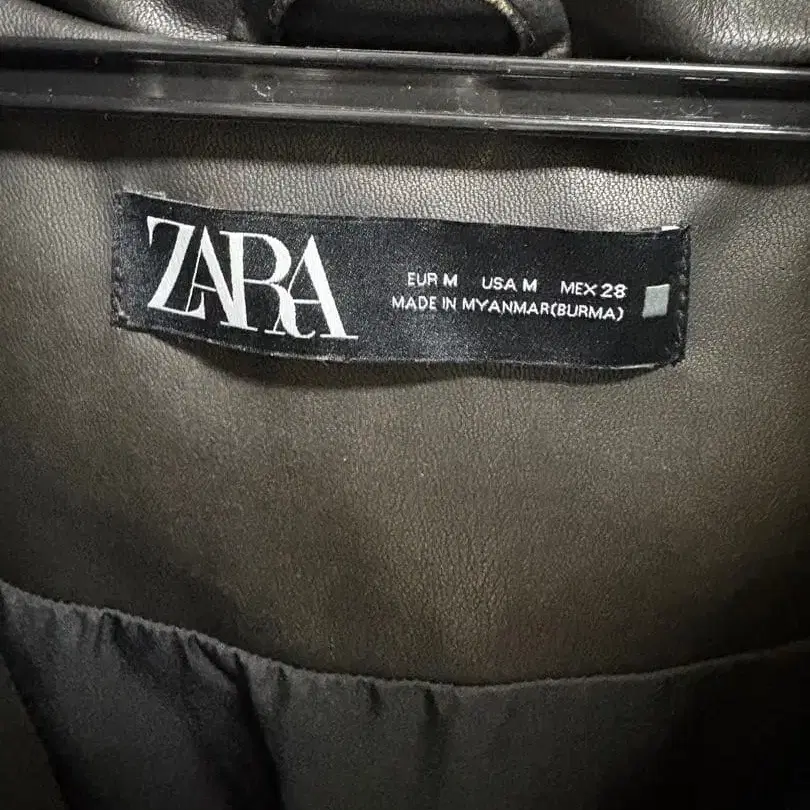 ZARA
EUR M USA M MEX 28
MADE IN MYANMAR(BURMA)